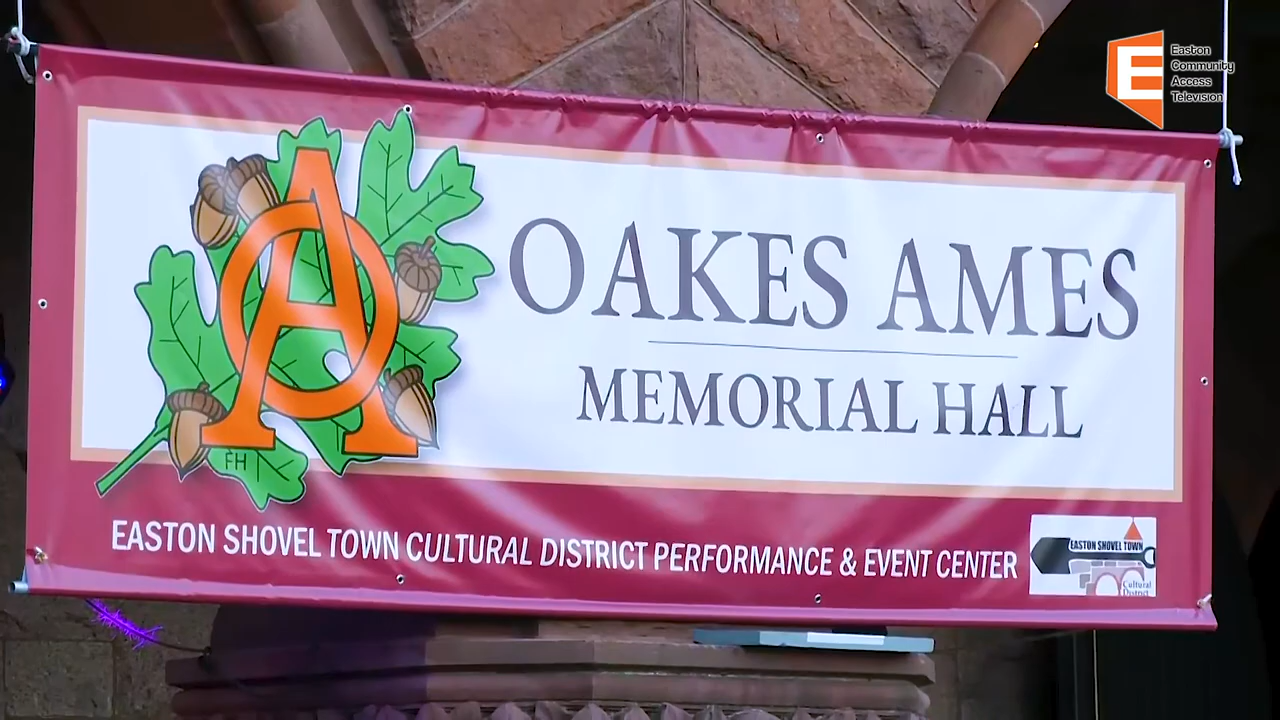 Easton
Community
Access
Television
OAKES AMES
MEMORIAL HALL
FH
EASTON SHOVEL TOWN CULTURAL DISTRICT PERFORMANCE & EVENT CENTER
EASTON SHOVEL TOWN
Cultural
District